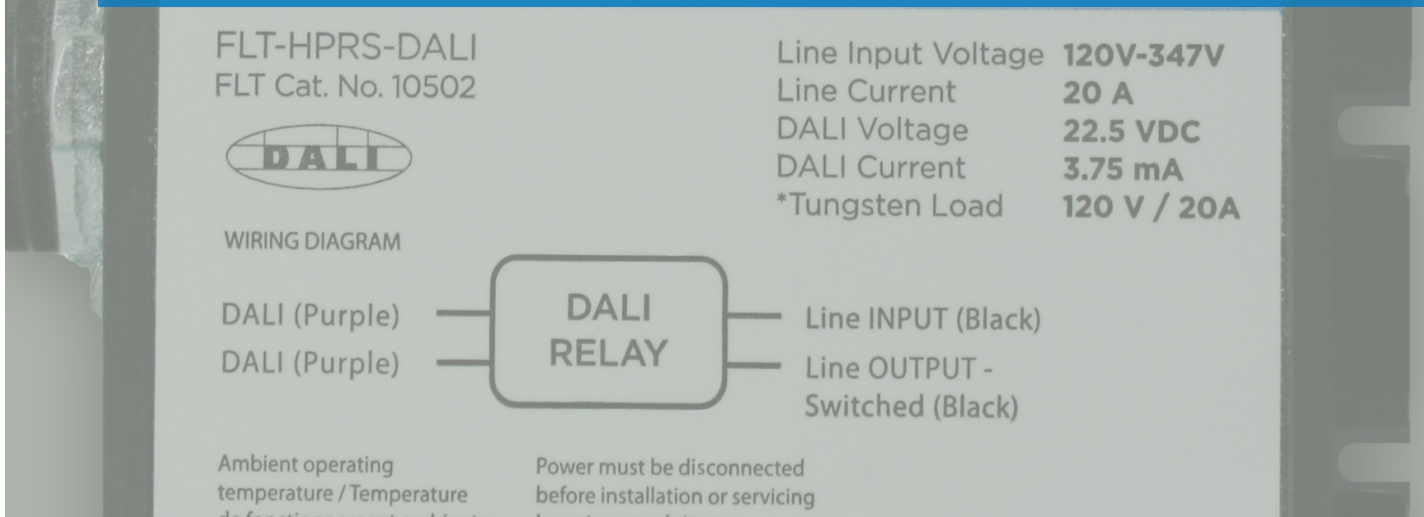 FLT-HPRS-DALI
FLT Cat. No. 10502
DALI
Line Input Voltage 120V-347V
Line Current 20 A
DALI Voltage 22.5 VDC
DALI Current 3.75 mA
*Tungsten Load 120 V / 20A
WIRING DIAGRAM
DALI (Purple)
DALI (Purple)
DALI
RELAY
Line INPUT (Black)
Line OUTPUT -
Switched (Black)
Ambient operating
temperature / Temperature
Power must be disconnected
before installation or servicing